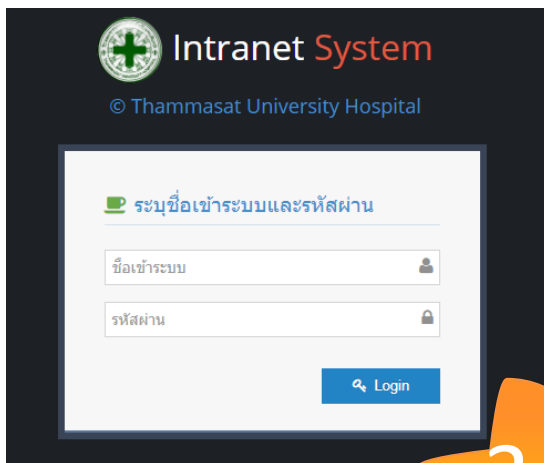 Intranet System
© Thammasat University Hospital
ระบุชื่อเข้าระบบและรหัสผ่าน
ชื่อเข้าระบบ
รหัสผ่าน
Login